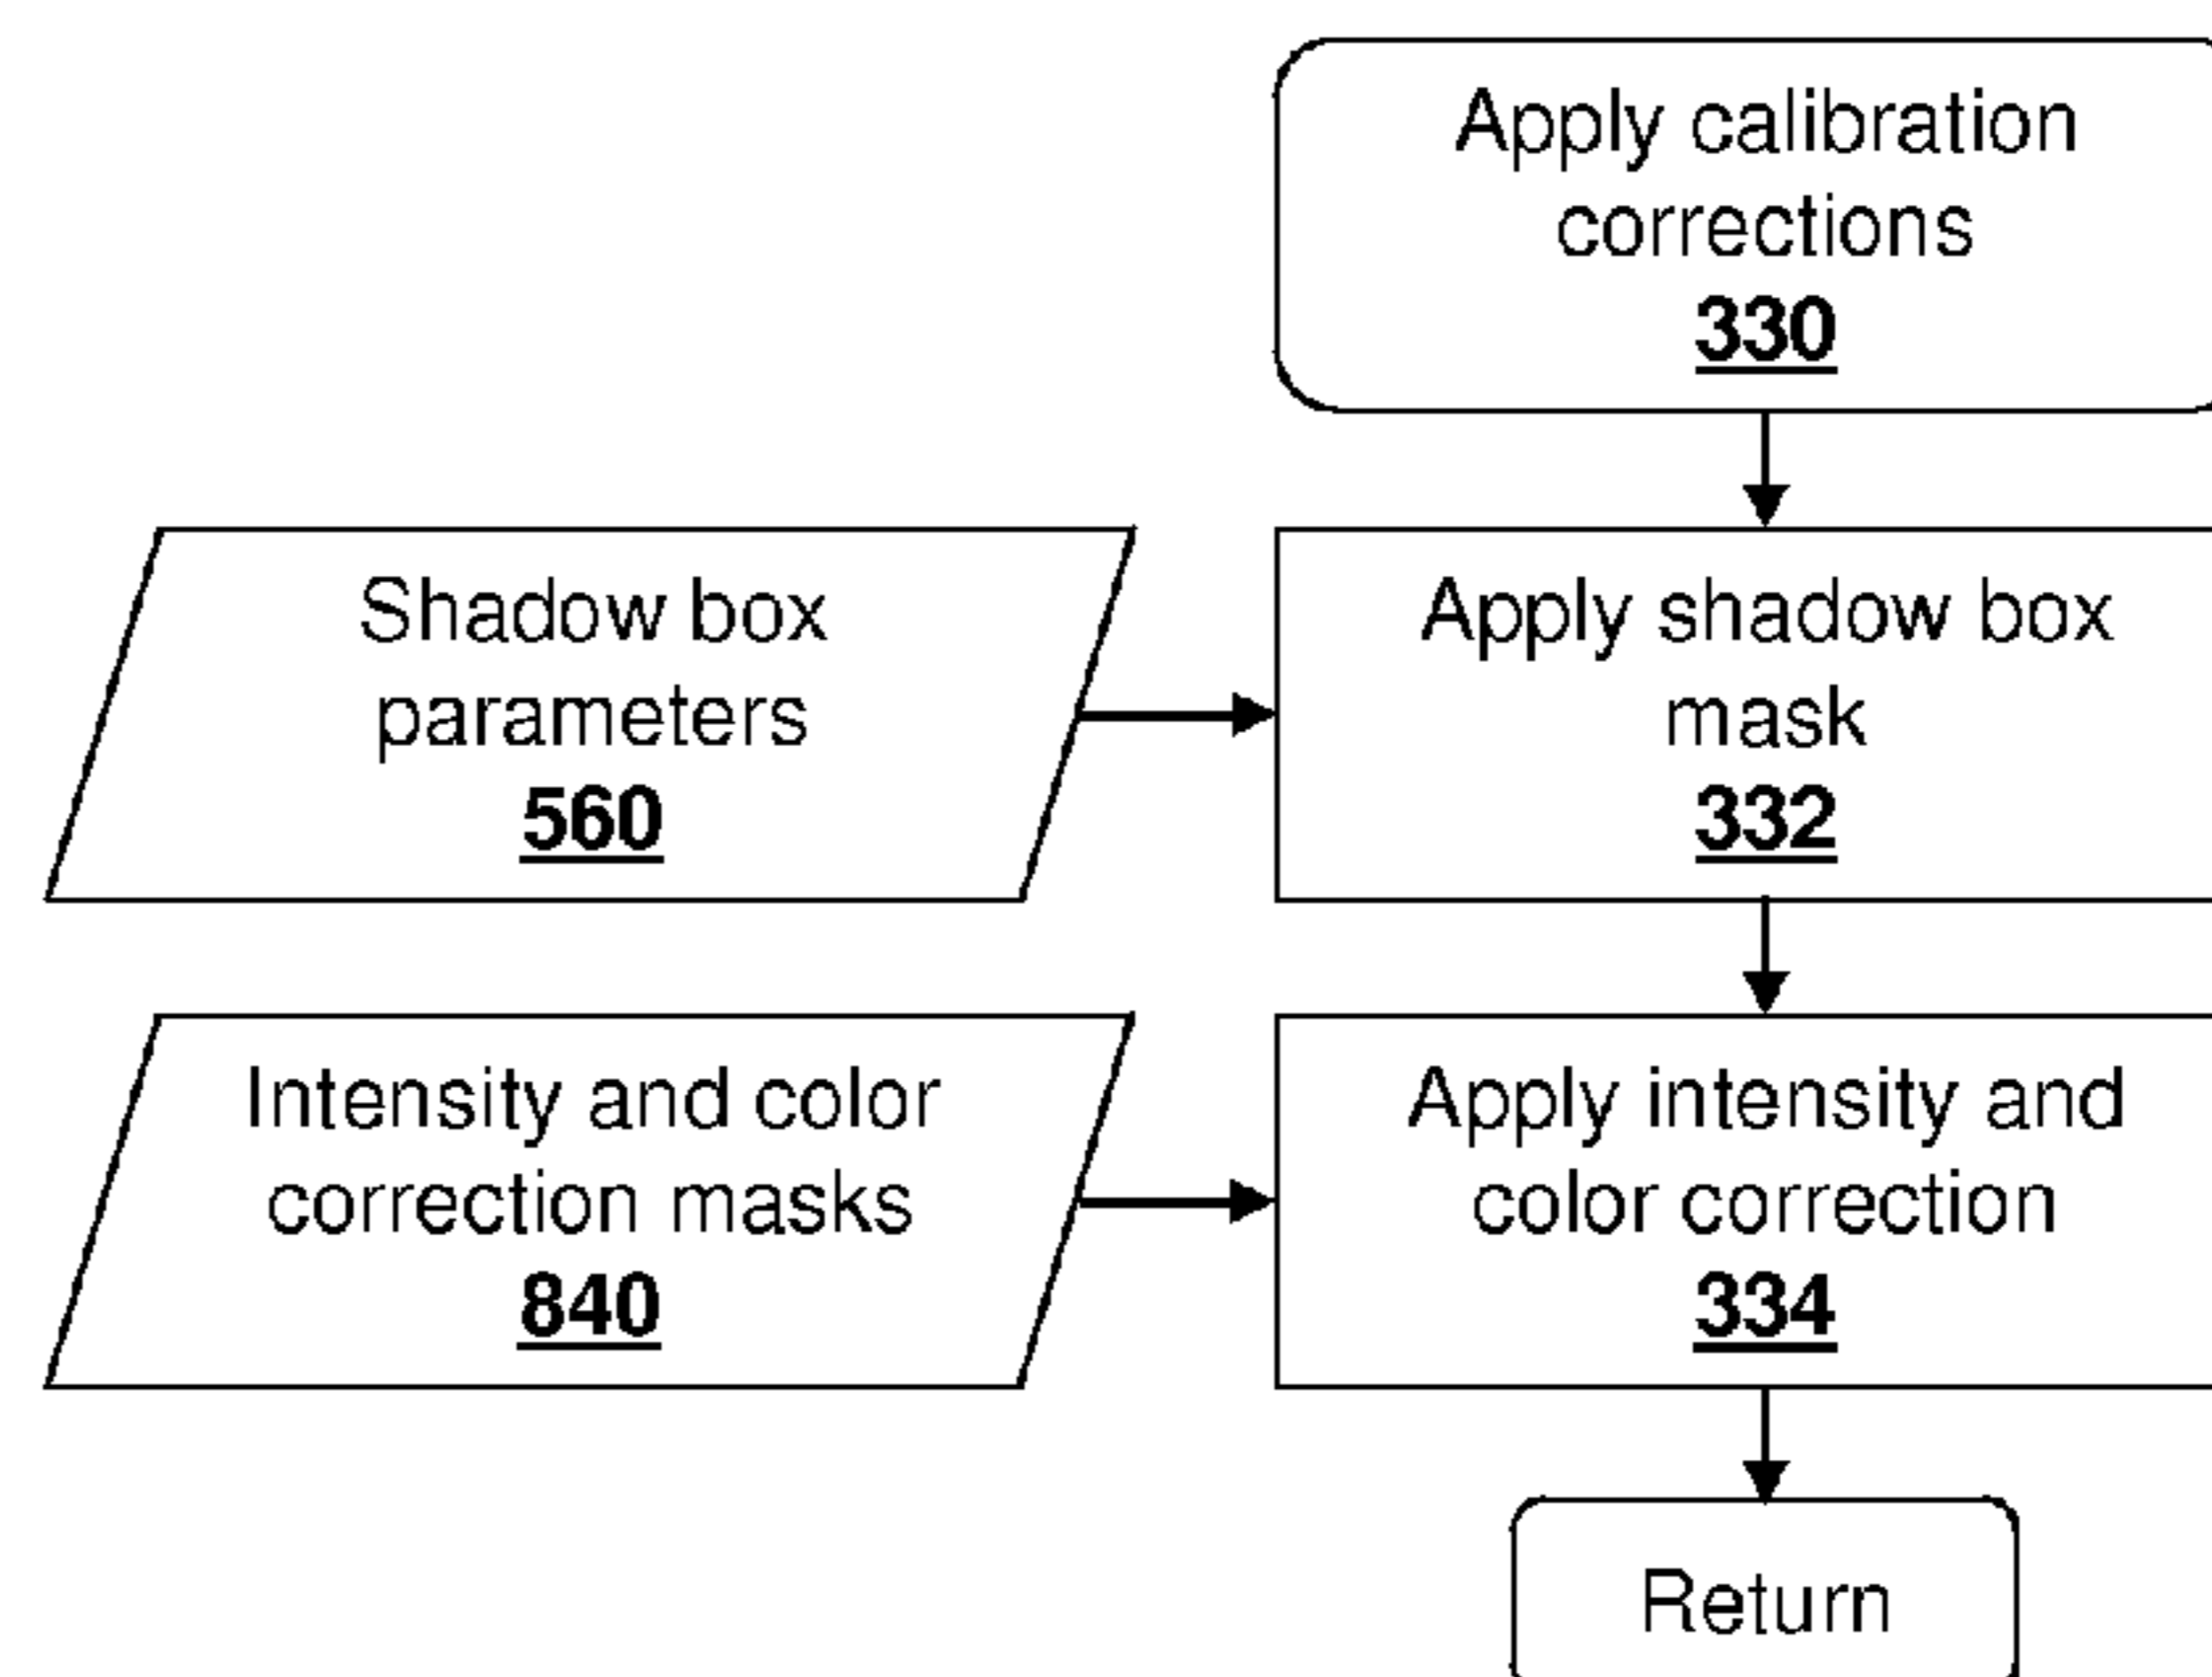 Apply calibration
corrections
330
Shadow box
parameters
560
Apply shadow box
mask
332
Intensity and color
correction masks
840
Apply intensity and
color correction
334
Return